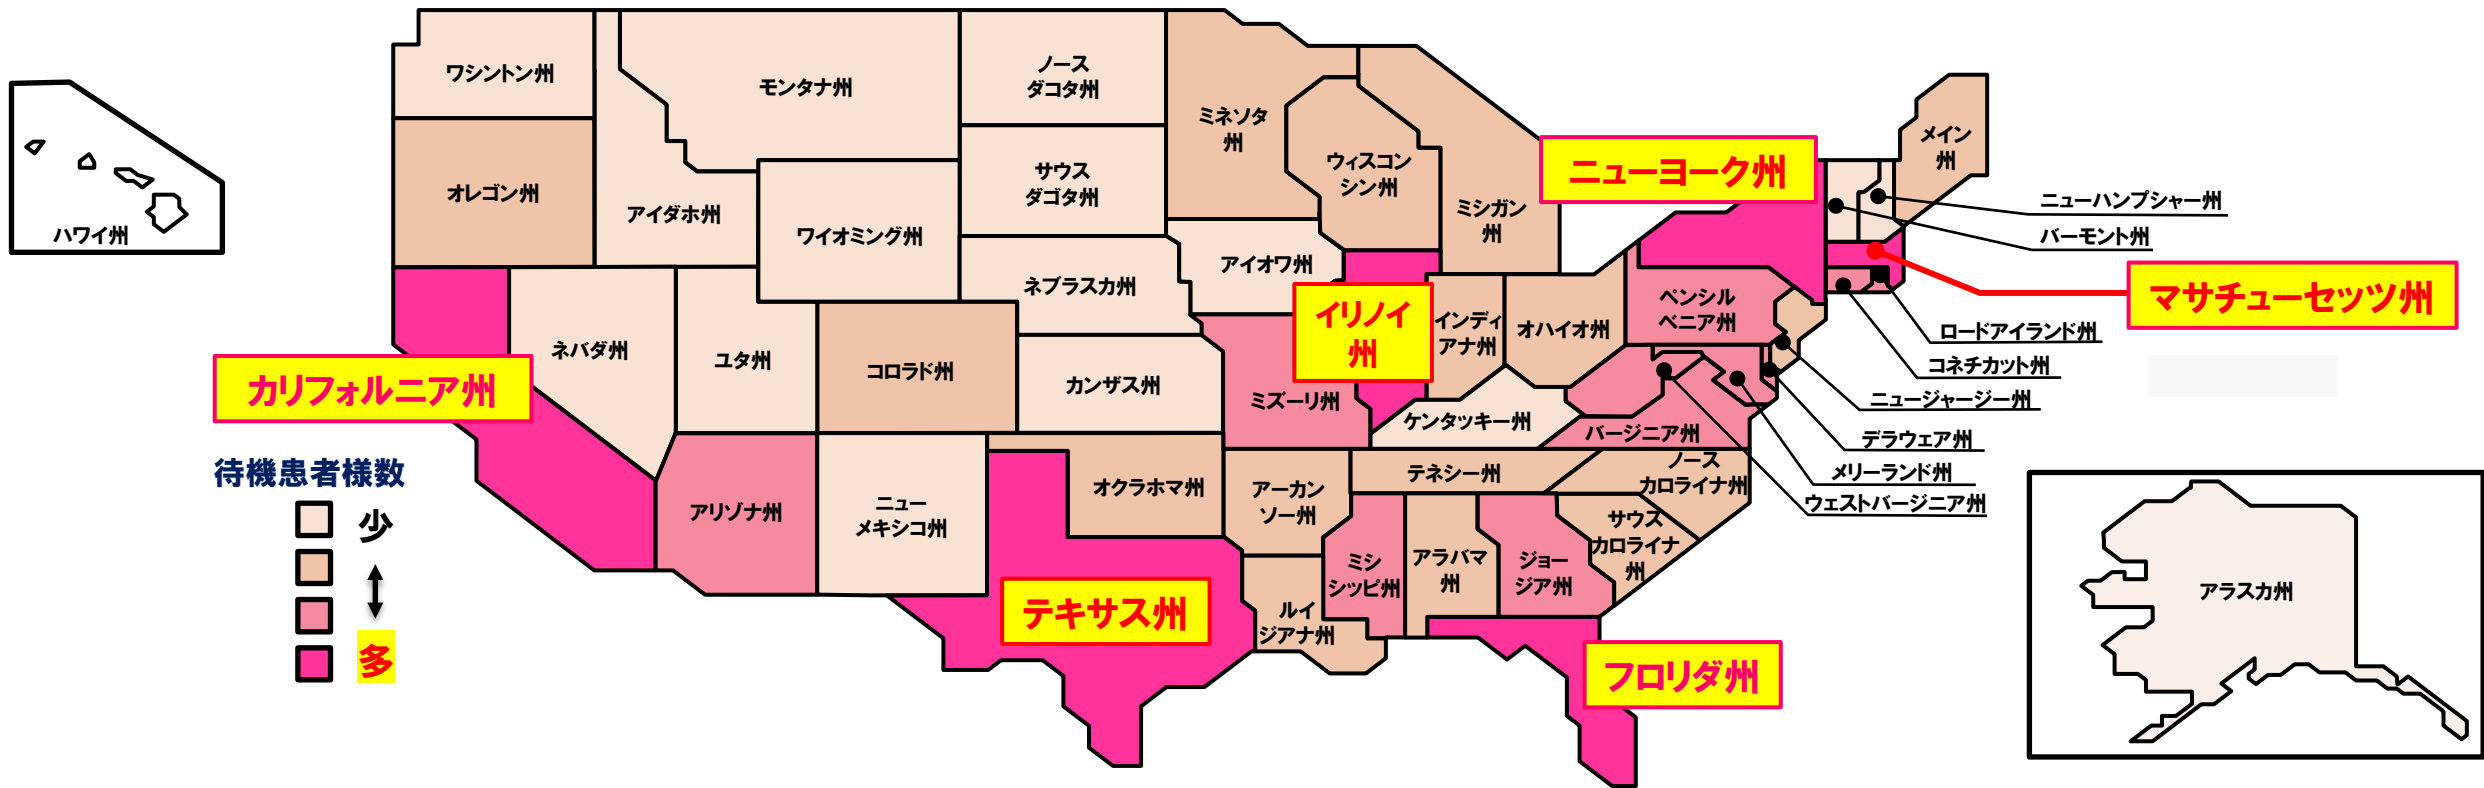 ワシントン州
モンタナ州
ノース
ダコタ州
ミネソタ
州
メイン
州
ニューヨーク州
ウィスコン
シン州
サウス
ダゴタ州
オレゴン州
アイダホ州
ワイオミング州
ミシガン
州
ニューハンプシャー州
バーモント州
ハワイ州
アイオワ州
ネブラスカ州
マサチューセッツ州
ペンシル
ベニア州
イリノイ
州
インディ
アナ州
オハイオ州
ロードアイランド州
コネチカット州
ネバダ州
ユタ州
コロラド州
カンザス州
カリフォルニア州
ミズーリ州
ニュージャージー州
ケンタッキー州
バージニア州
デラウェア州
待機患者様数
少
多
テネシー州
ノース
カロライナ州
メリーランド州
ウェストバージニア州
アリゾナ州
ニュー
メキシコ州
オクラホマ州
アーカン
ソー州
サウス
カロライナ
州
ミシ
シッピ州
アラバマ
州
ジョー
ジア州
テキサス州
ルイ
ジアナ州
フロリダ州
アラスカ州